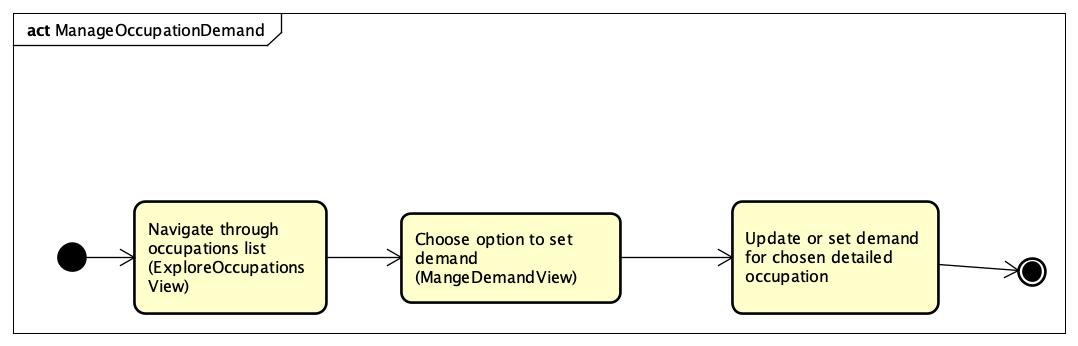 act ManageOccupationDemand
Navigate through
occupations list
(ExploreOccupations
View)
Choose option to set
demand
(MangeDemandView)
Update or set demand
for chosen detailed
occupation